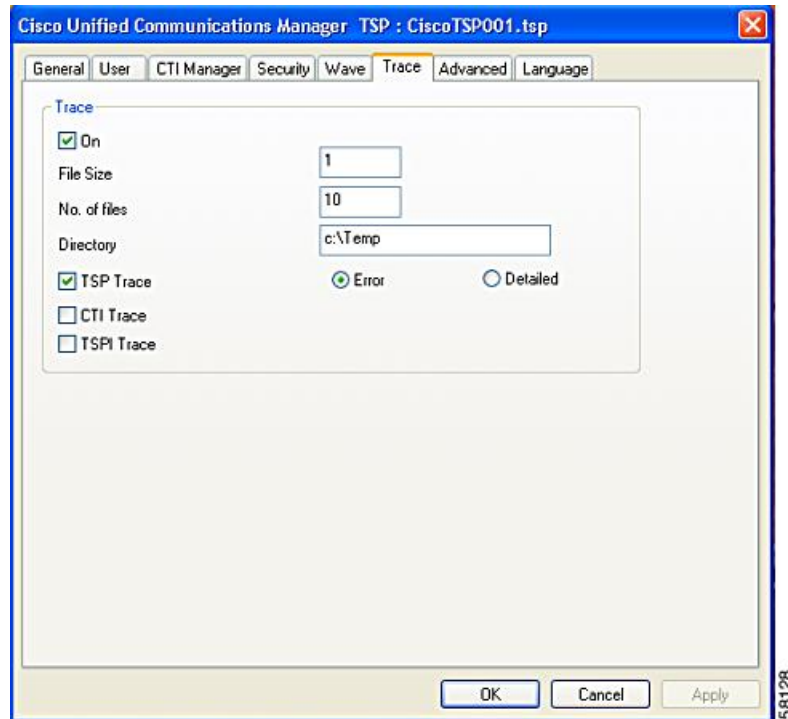 Cisco Unified Communications Manager TSP : CiscoTSP001.tsp
General User CTI Manager Security Wave Trace Advanced Language
Trace
On
File Size 1
No. of files 10
Directory c:\Temp
TSP Trace Error Detailed
CTI Trace
TSPI Trace
OK Cancel Apply
58128